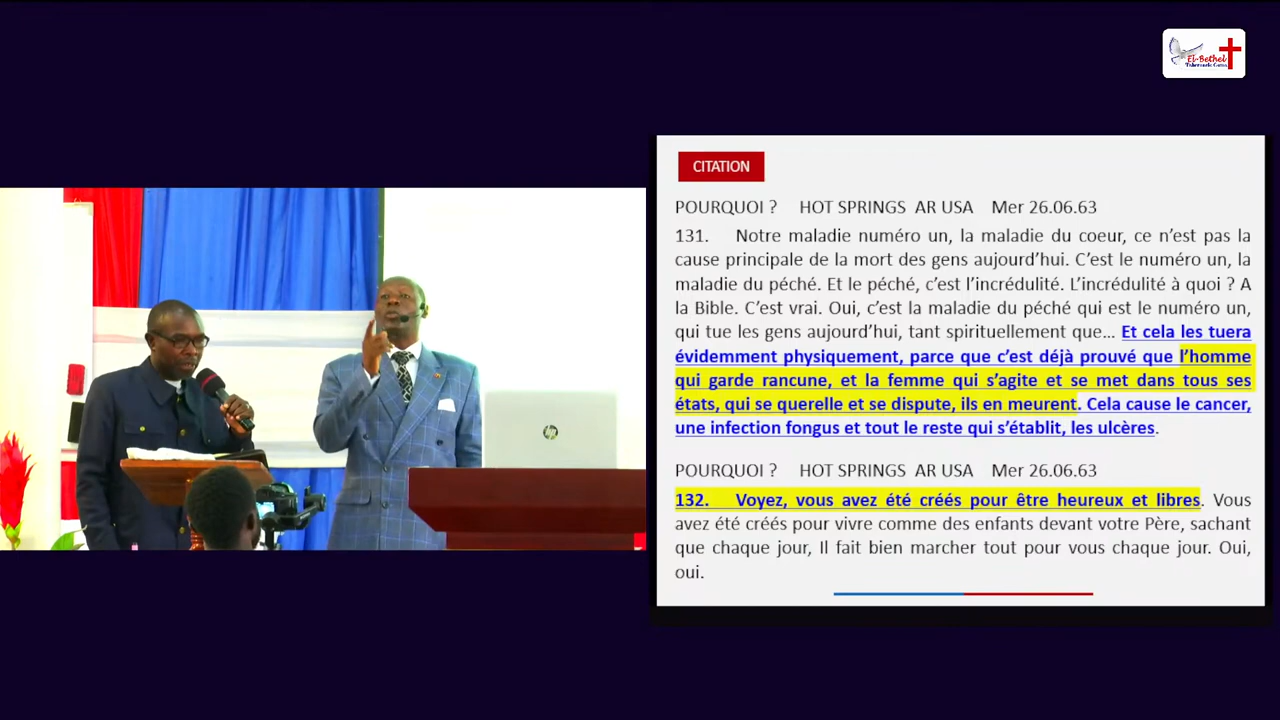 El-Bethel
Tabernacle Goma
CITATION
POURQUOI ? HOT SPRINGS AR USA Mer 26.06.63
131. Notre maladie numéro un, la maladie du coeur, ce n’est pas la
cause principale de la mort des gens aujourd’hui. C’est le numéro un, la
maladie du péché. Et le péché, c’est l’incrédulité. L’incrédulité à quoi ? A
la Bible. C’est vrai. Oui, c’est la maladie du péché qui est le numéro un,
qui tue les gens aujourd’hui, tant spirituellement que… Et cela les tuera
évidemment physiquement, parce que c’est déjà prouvé que l’homme
qui garde rancune, et la femme qui s’agite et se met dans tous ses
états, qui se querelle et se dispute, ils en meurent. Cela cause le cancer,
une infection fongus et tout le reste qui s’établit, les ulcères.
POURQUOI ? HOT SPRINGS AR USA Mer 26.06.63
132. Voyez, vous avez été créés pour être heureux et libres. Vous
avez été créés pour vivre comme des enfants devant votre Père, sachant
que chaque jour, Il fait bien marcher tout pour vous chaque jour. Oui,
oui.
hp